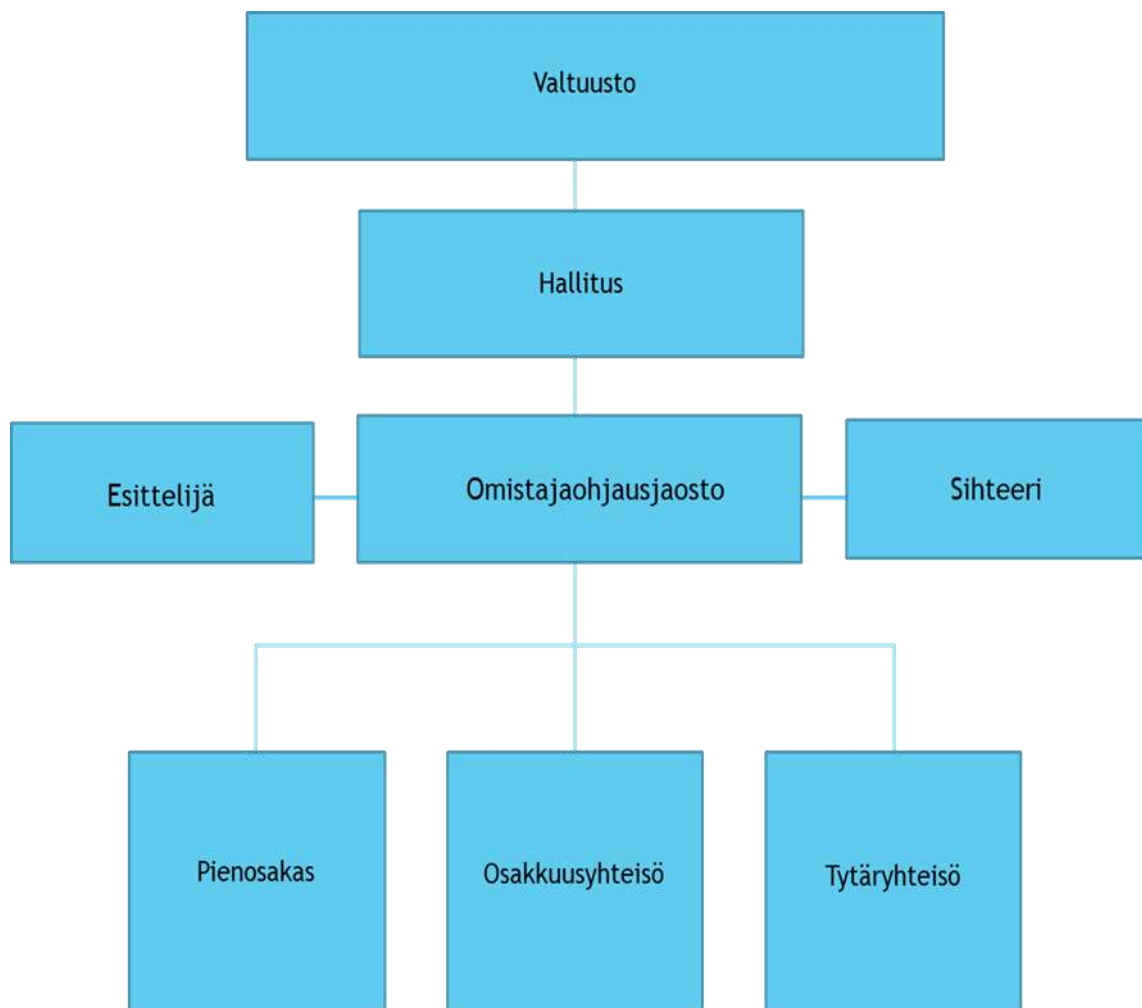 Valtuusto
Hallitus
Esittelijä
Omistajaohjausjaosto
Sihteeri
Pienosakas
Osakkuusyhteisö
Tytäryhteisö